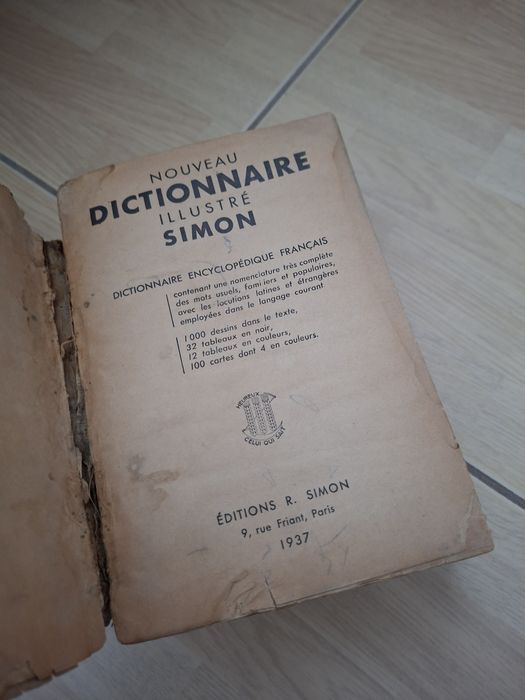 NOUVEAU
DICTIONNAIRE
ILLUSTRÉ
SIMON
DICTIONNAIRE ENCYCLOPÉDIQUE FRANÇAIS
contenant une nomenclature très complète
des mots usuels, familiers et populaires,
avec les locutions latines et étrangères
employées dans le langage courant
1000 dessins dans le texte,
32 tableaux en noir,
12 tableaux en couleurs,
100 cartes dont 4 en couleurs.
HEUREUX
CELUI QUI SAIT
ÉDITIONS R. SIMON
9, rue Friant, Paris
1937